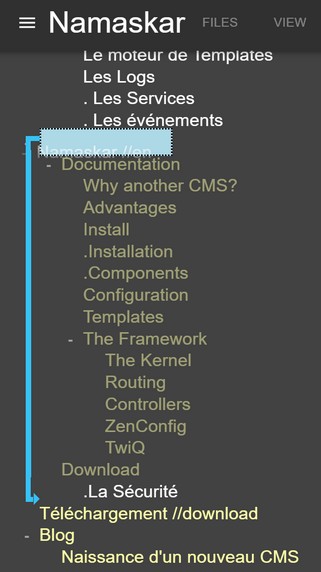 Namaskar FILES VIEW
Le moteur de Templates
Les Logs
. Les Services
. Les événements
Namaskar //en
- Documentation
Why another CMS?
Advantages
Install
.Installation
.Components
Configuration
Templates
- The Framework
The Kernel
Routing
Controllers
ZenConfig
TwiQ
Download
.La Sécurité
Téléchargement //download
- Blog
Naissance d'un nouveau CMS